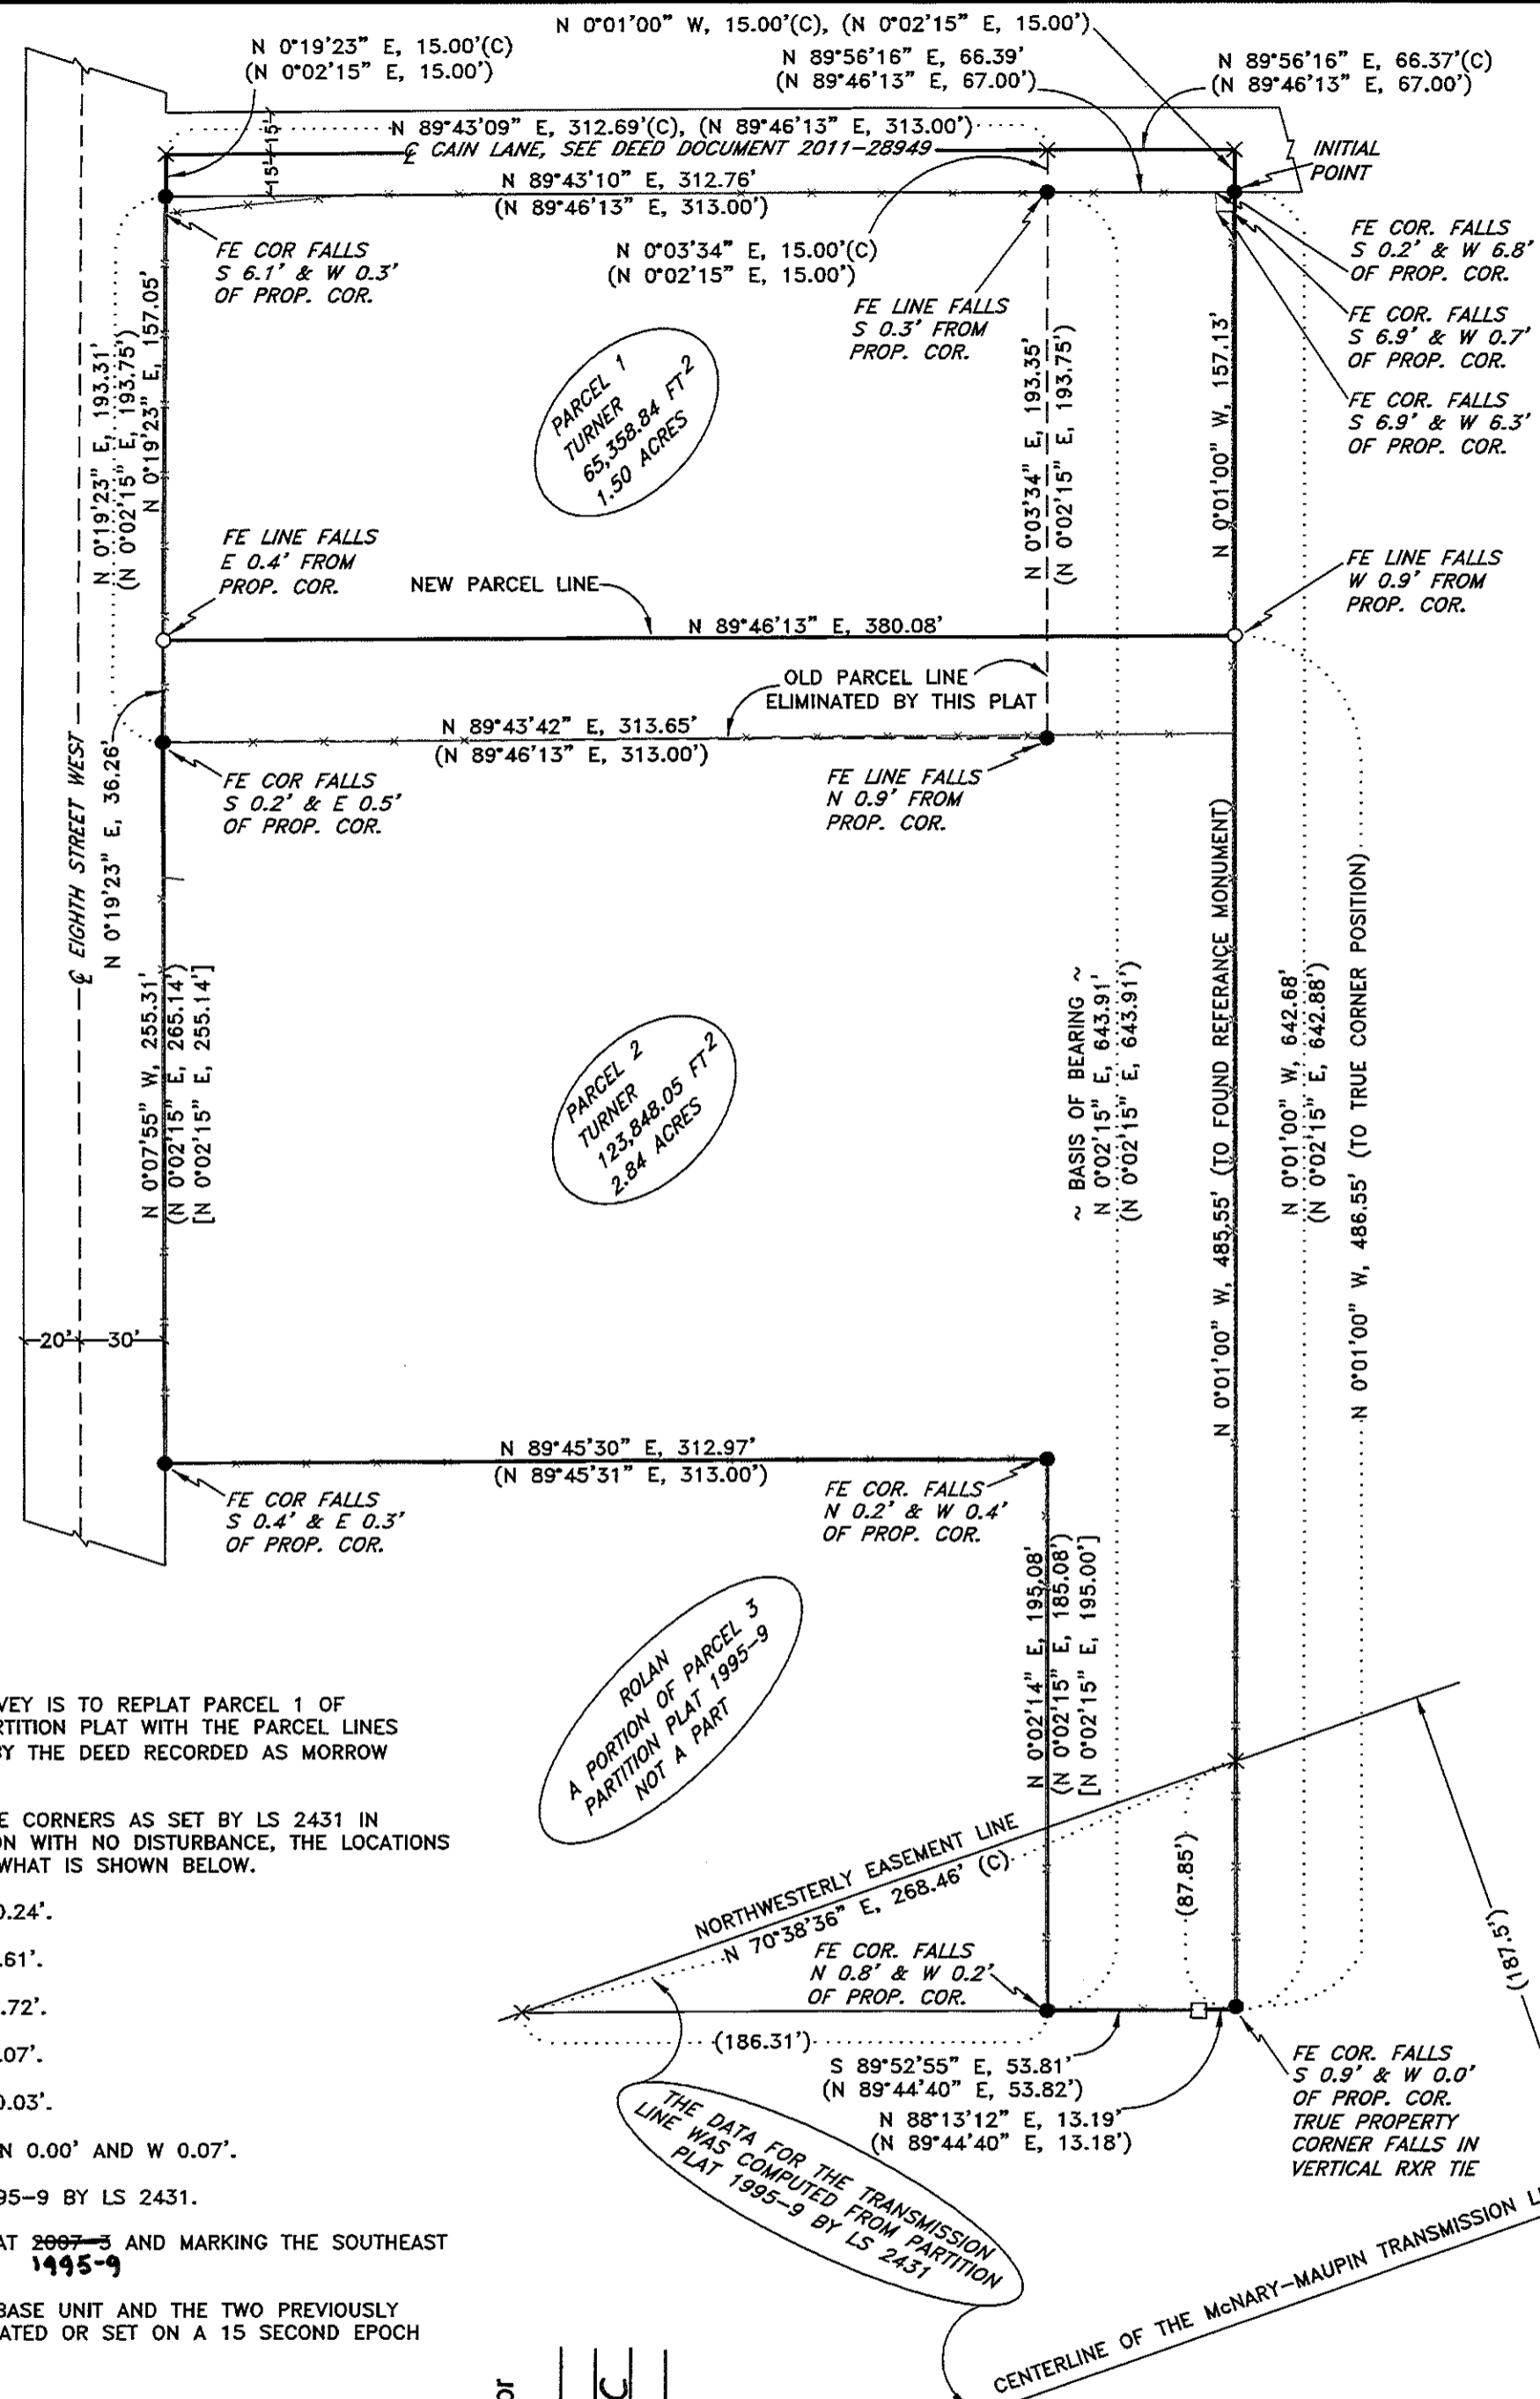 N 0°01'00" W, 15.00'(C), (N 0°02'15" E, 15.00')
N 0°19'23" E, 15.00'(C)
(N 0°02'15" E, 15.00')
N 89°56'16" E, 66.39'
(N 89°46'13" E, 67.00')
N 89°56'16" E, 66.37'(C)
(N 89°46'13" E, 67.00')
15'
15'
N 89°43'09" E, 312.69'(C), (N 89°46'13" E, 313.00')
℄ CAIN LANE, SEE DEED DOCUMENT 2011-28949
INITIAL
POINT
N 89°43'10" E, 312.76'
(N 89°46'13" E, 313.00')
FE COR FALLS
S 6.1' & W 0.3'
OF PROP. COR.
N 0°03'34" E, 15.00'(C)
(N 0°02'15" E, 15.00')
FE LINE FALLS
S 0.3' FROM
PROP. COR.
FE COR. FALLS
S 0.2' & W 6.8'
OF PROP. COR.
FE COR. FALLS
S 6.9' & W 0.7'
OF PROP. COR.
FE COR. FALLS
S 6.9' & W 6.3'
OF PROP. COR.
N 0°19'23" E, 193.31'
(N 0°02'15" E, 193.75')
N 0°19'23" E, 157.05'
PARCEL 1
TURNER
65,358.84 FT2
1.50 ACRES
N 0°03'34" E, 193.35'
(N 0°02'15" E, 193.75')
N 0°01'00" W, 157.13'
FE LINE FALLS
E 0.4' FROM
PROP. COR.
NEW PARCEL LINE
FE LINE FALLS
W 0.9' FROM
PROP. COR.
N 89°46'13" E, 380.08'
OLD PARCEL LINE
ELIMINATED BY THIS PLAT
N 89°43'42" E, 313.65'
(N 89°46'13" E, 313.00')
FE COR FALLS
S 0.2' & E 0.5'
OF PROP. COR.
FE LINE FALLS
N 0.9' FROM
PROP. COR.
℄ EIGHTH STREET WEST
N 0°19'23" E, 36.26'
N 0°07'55" W, 255.31'
(N 0°02'15" E, 265.14')
[N 0°02'15" E, 255.14']
PARCEL 2
TURNER
123,848.05 FT2
2.84 ACRES
~ BASIS OF BEARING ~
N 0°02'15" E, 643.91'
(N 0°02'15" E, 643.91')
N 0°01'00" W, 485.55' (TO FOUND REFERANCE MONUMENT)
N 0°01'00" W, 642.68'
(N 0°02'15" E, 642.88')
N 0°01'00" W, 486.55' (TO TRUE CORNER POSITION)
20'
30'
N 89°45'30" E, 312.97'
(N 89°45'31" E, 313.00')
FE COR FALLS
S 0.4' & E 0.3'
OF PROP. COR.
FE COR. FALLS
N 0.2' & W 0.4'
OF PROP. COR.
ROLAN
A PORTION OF PARCEL 3
PARTITION PLAT 1995-9
NOT A PART
N 0°02'14" E, 195.08'
(N 0°02'15" E, 185.08')
[N 0°02'15" E, 195.00']
VEY IS TO REPLAT PARCEL 1 OF
RTITION PLAT WITH THE PARCEL LINES
BY THE DEED RECORDED AS MORROW
E CORNERS AS SET BY LS 2431 IN
ON WITH NO DISTURBANCE, THE LOCATIONS
WHAT IS SHOWN BELOW.
0.24'.
.61'.
.72'.
.07'.
0.03'.
N 0.00' AND W 0.07'.
95-9 BY LS 2431.
AT 2007-3 AND MARKING THE SOUTHEAST
1995-9
BASE UNIT AND THE TWO PREVIOUSLY
ATED OR SET ON A 15 SECOND EPOCH
NORTHWESTERLY EASEMENT LINE
N 70°38'36" E, 268.46' (C)
(87.85')
(187.5')
FE COR. FALLS
N 0.8' & W 0.2'
OF PROP. COR.
(186.31')
S 89°52'55" E, 53.81'
(N 89°44'40" E, 53.82')
N 88°13'12" E, 13.19'
(N 89°44'40" E, 13.18')
FE COR. FALLS
S 0.9' & W 0.0'
OF PROP. COR.
TRUE PROPERTY
CORNER FALLS IN
VERTICAL RXR TIE
THE DATA FOR THE TRANSMISSION
LINE WAS COMPUTED FROM PARTITION
PLAT 1995-9 BY LS 2431
CENTERLINE OF THE McNARY-MAUPIN TRANSMISSION L
or
C